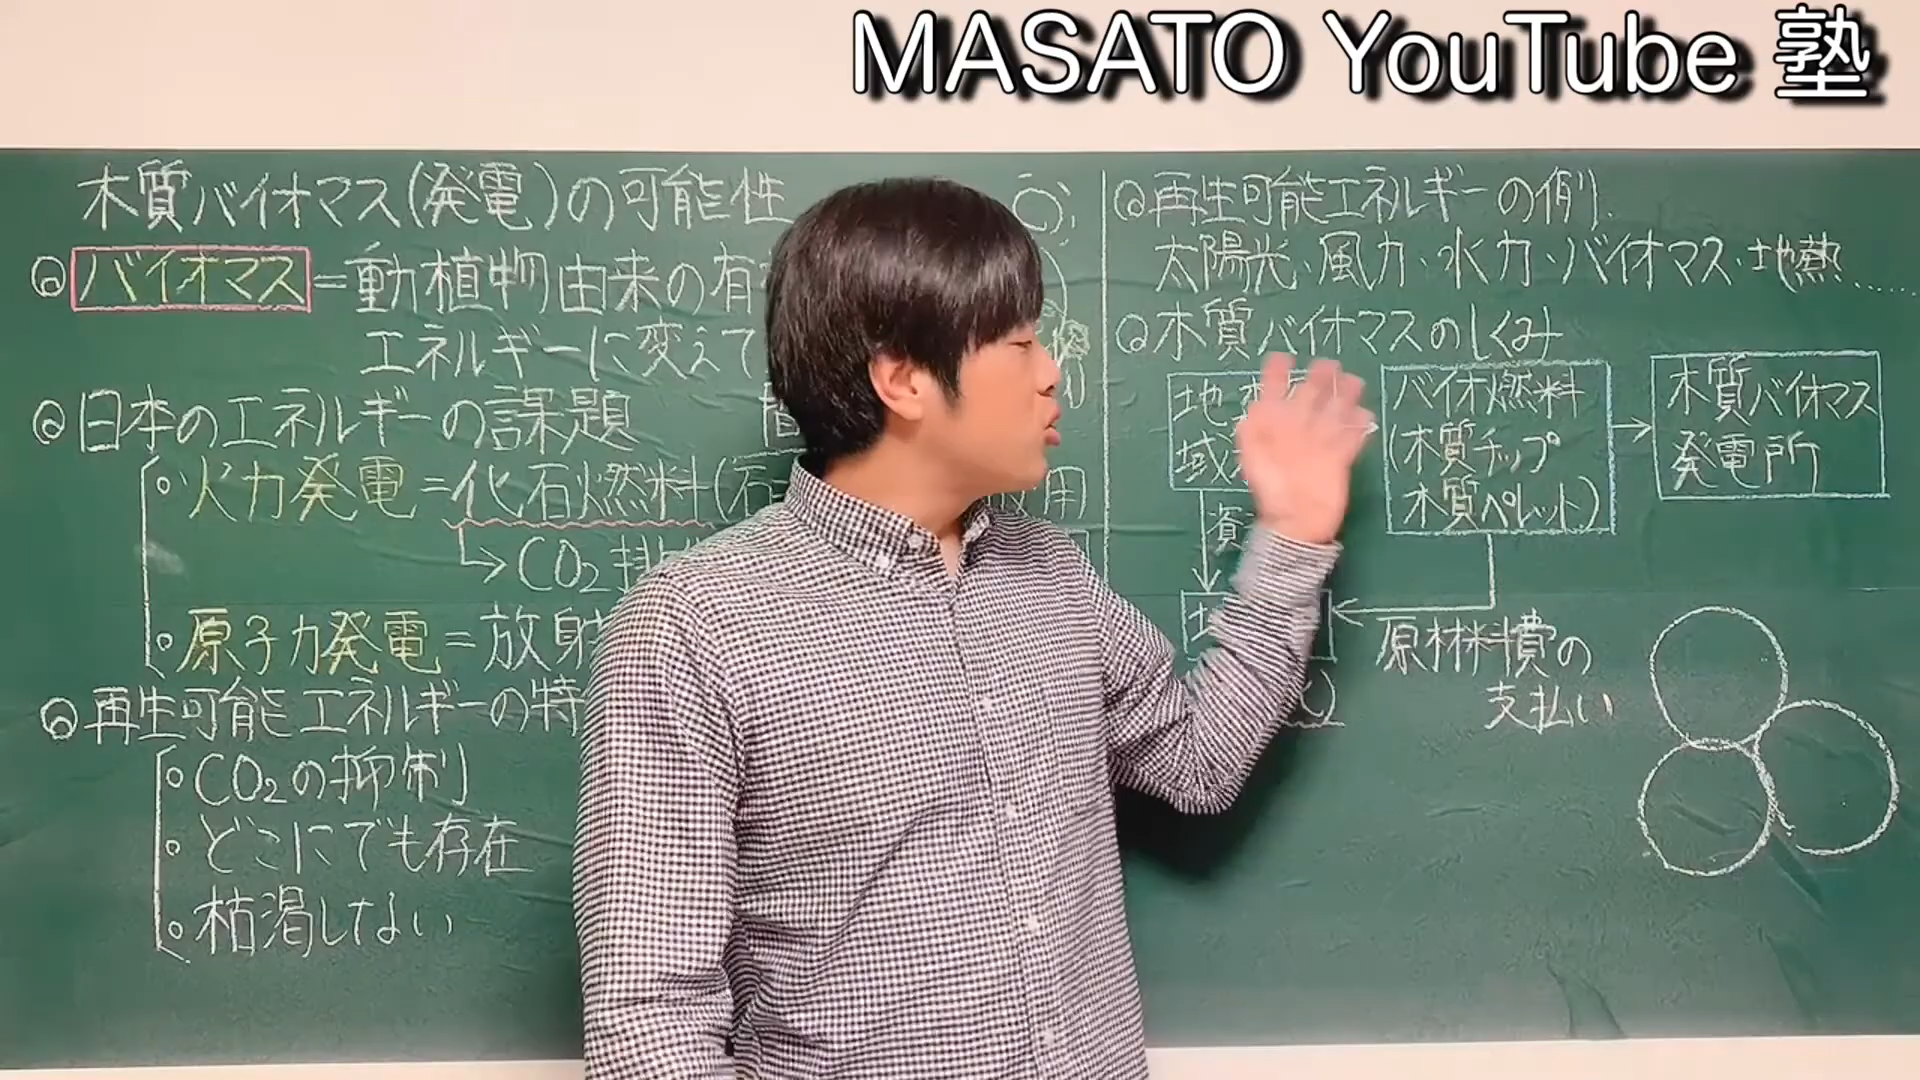 MASATO YouTube 塾
木質バイオマス(発電)の可能性
◎バイオマス=動植物由来の有
エネルギーに変えて
◎日本のエネルギーの課題
・火力発電=化石燃料(石 用
→CO₂排
・原子力発電=放射
◎再生可能エネルギーの特
・CO₂の抑制
・どこにでも存在
・枯渇しない
◎再生可能エネルギーの例
太陽光・風力・水力・バイオマス・地熱……
◎木質バイオマスのしくみ
地
域
バイオ燃料
(木質チップ
木質ペレット)
木質バイオマス
発電所
資
地
原材料費の
支払い